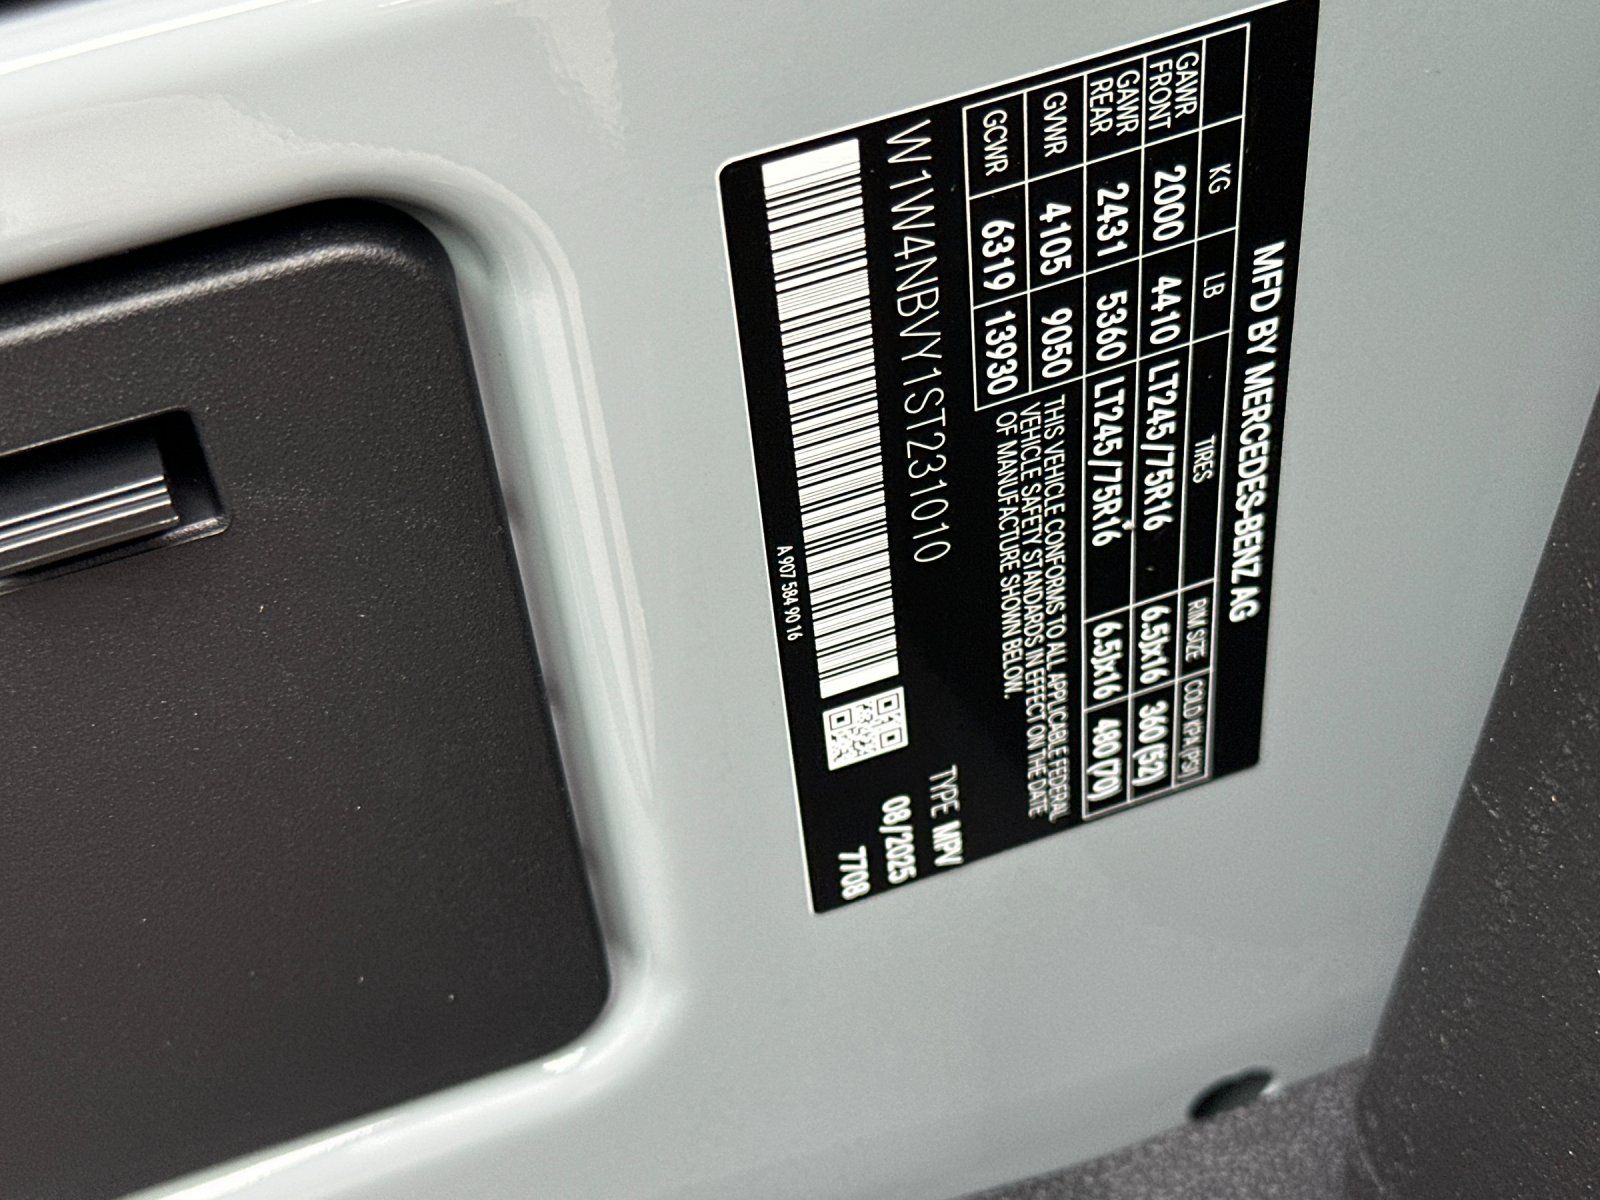 MFD BY MERCEDES-BENZ AG
KG LB TIRES RIM SIZE COLD KPA (PSI)
GAWR FRONT 2000 4410 LT245/75R16 6.5Jx16 360 (52)
GAWR REAR 2431 5360 LT245/75R16 6.5Jx16 480 (70)
GVWR 4105 9050
GCWR 6319 13930
THIS VEHICLE CONFORMS TO ALL APPLICABLE FEDERAL
VEHICLE SAFETY STANDARDS IN EFFECT ON THE DATE
OF MANUFACTURE SHOWN BELOW.
W1W4NBVY1ST231010
TYPE MPV
08/2025
7708
A 907 584 90 16